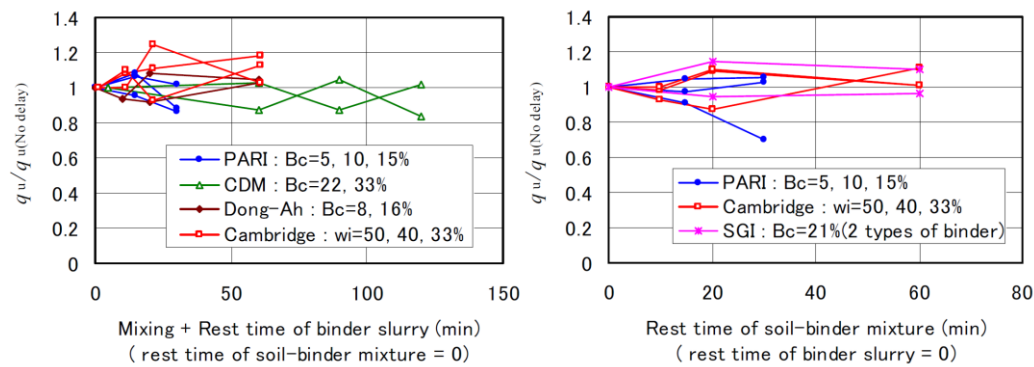 1.4
1.2
1
0.8
0.6
0.4
0.2
0
qu/qu(No delay)
PARI : Bc=5, 10, 15%
CDM : Bc=22, 33%
Dong-Ah : Bc=8, 16%
Cambridge : wi=50, 40, 33%
0 50 100 150
Mixing + Rest time of binder slurry (min)
( rest time of soil-binder mixture = 0)
1.4
1.2
1
0.8
0.6
0.4
0.2
0
qu/qu(No delay)
PARI : Bc=5, 10, 15%
Cambridge : wi=50, 40, 33%
SGI : Bc=21%(2 types of binder)
0 20 40 60 80
Rest time of soil-binder mixture (min)
( rest time of binder slurry = 0)